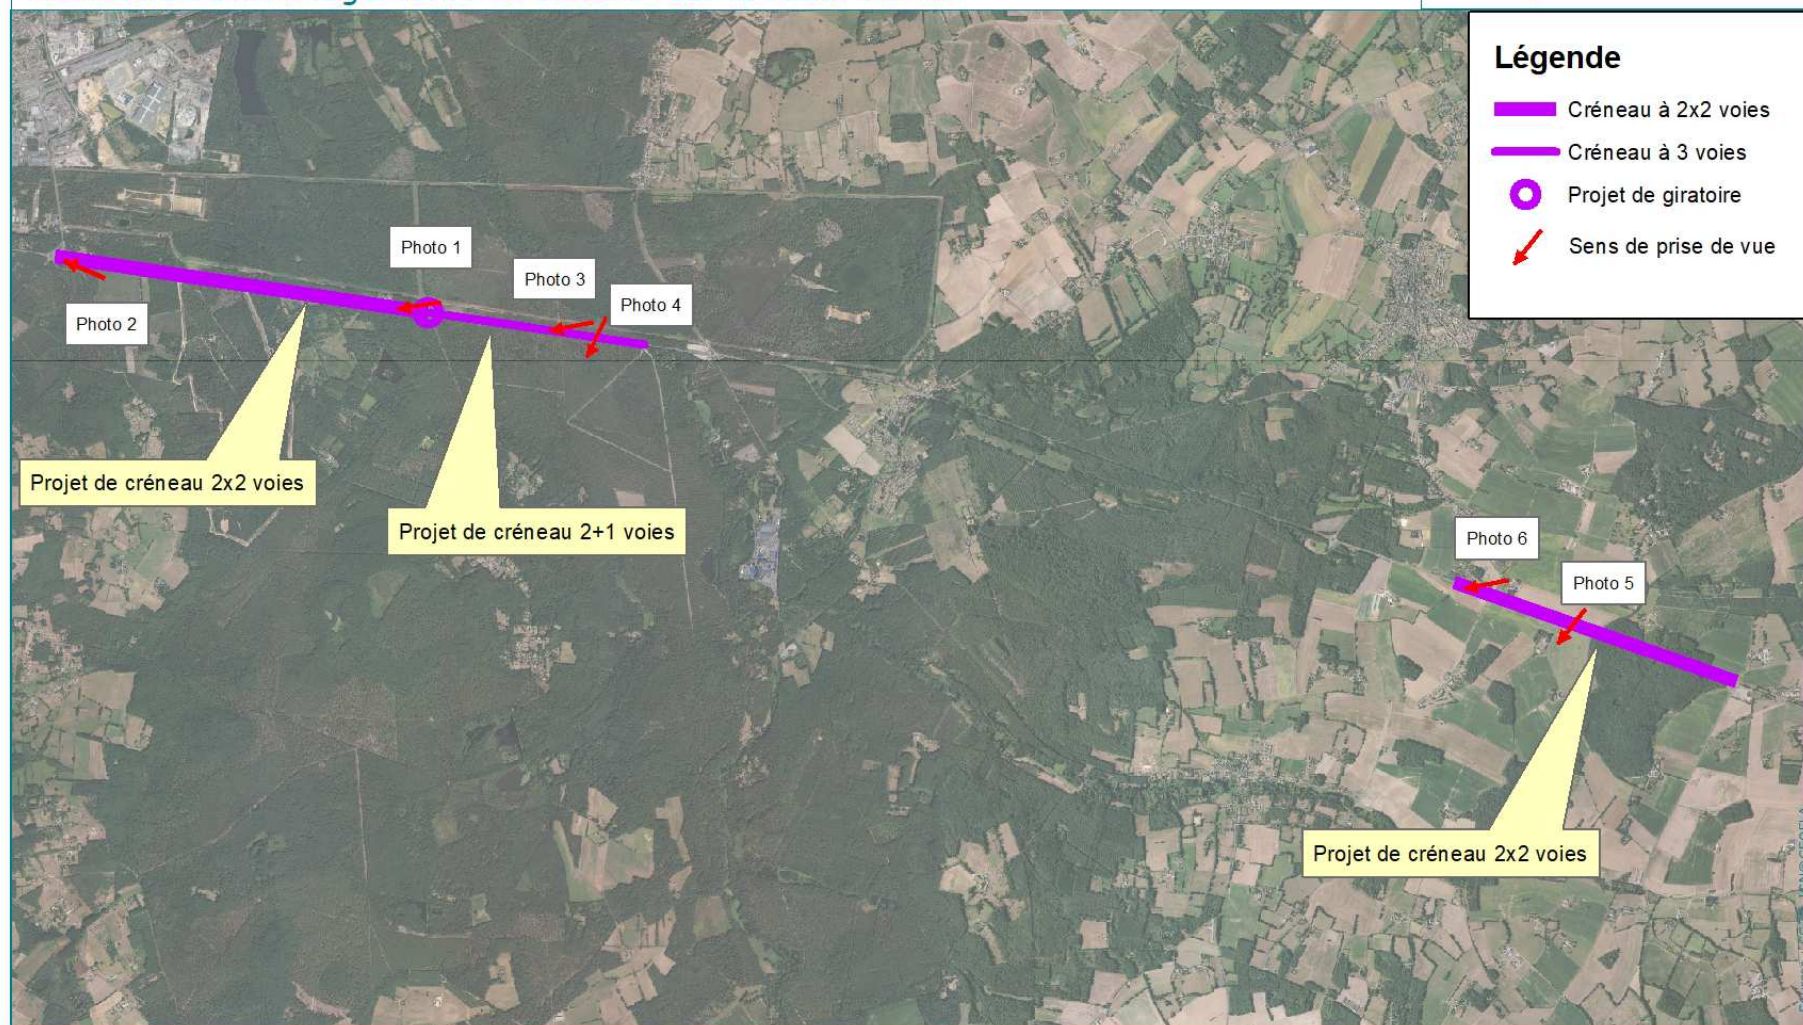 Légende
Créneau à 2x2 voies
Créneau à 3 voies
Projet de giratoire
Sens de prise de vue
Photo 1
Photo 3
Photo 4
Photo 2
Projet de créneau 2x2 voies
Projet de créneau 2+1 voies
Photo 6
Photo 5
Projet de créneau 2x2 voies